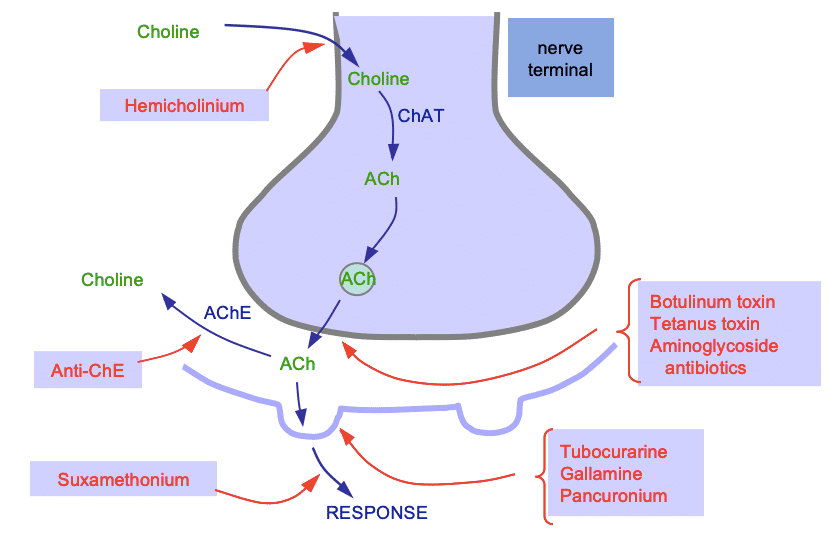 Choline
nerve
terminal
Choline
Hemicholinium
ChAT
ACh
ACh
Choline
AChE
Botulinum toxin
Tetanus toxin
Aminoglycoside
antibiotics
ACh
Anti-ChE
Tubocurarine
Gallamine
Pancuronium
Suxamethonium
RESPONSE